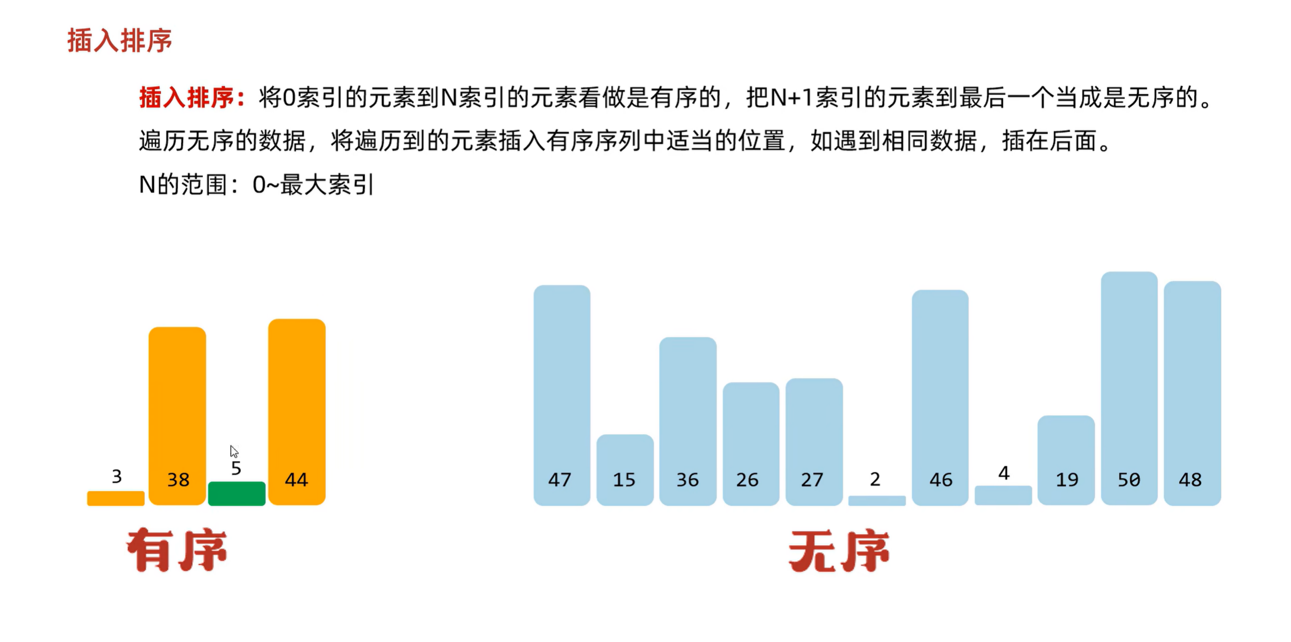 插入排序
插入排序：将0索引的元素到N索引的元素看做是有序的，把N+1索引的元素到最后一个当成是无序的。
遍历无序的数据，将遍历到的元素插入有序序列中适当的位置，如遇到相同数据，插在后面。
N的范围：0~最大索引
3 38 5 44 47 15 36 26 27 2 46 4 19 50 48
有序 无序